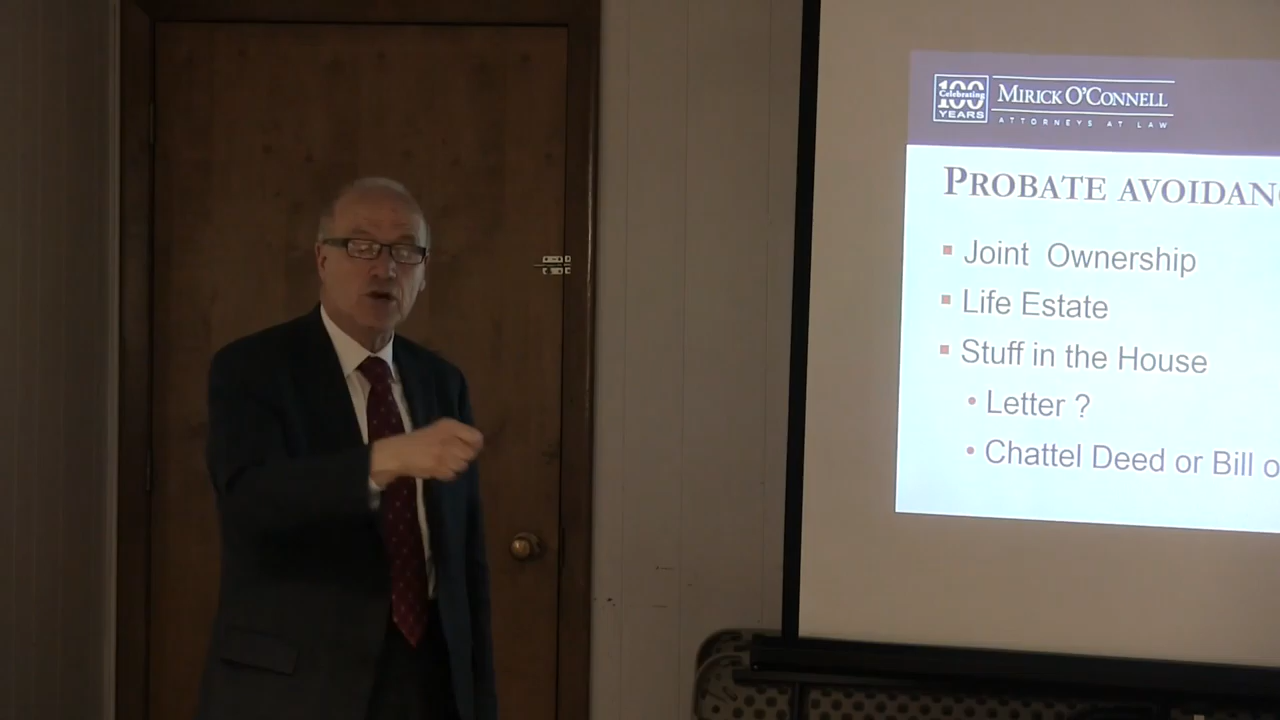 Celebrating
100
YEARS
MIRICK O'CONNELL
ATTORNEYS AT LAW
PROBATE AVOIDANC
▪ Joint Ownership
▪ Life Estate
▪ Stuff in the House
• Letter ?
• Chattel Deed or Bill o